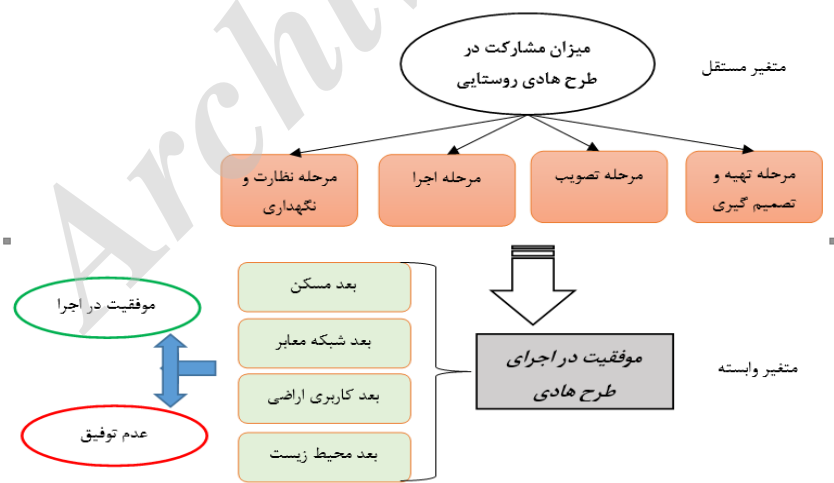 میزان مشارکت در
طرح هادی روستایی
متغیر مستقل
مرحله تهیه و
تصمیم گیری
مرحله تصویب
مرحله اجرا
مرحله نظارت و
نگهداری
موفقیت در اجرای
طرح هادی
متغیر وابسته
بعد مسکن
بعد شبکه معابر
بعد کاربری اراضی
بعد محیط زیست
موفقیت در اجرا
عدم توفیق